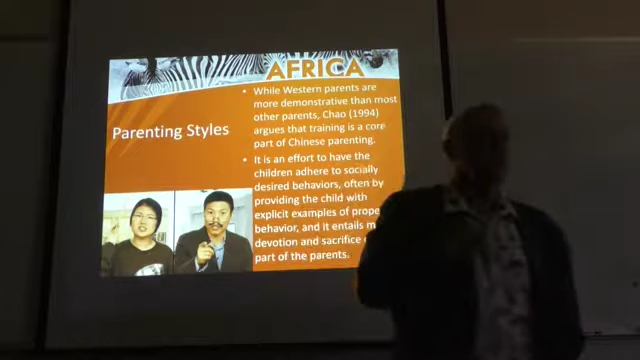 AFRICA
Parenting Styles
• While Western parents are
more demonstrative than most
other parents, Chao (1994)
argues that training is a core
part of Chinese parenting.
• It is an effort to have the
children adhere to socially
desired behaviors, often by
providing the child with
explicit examples of prope
behavior, and it entails m
devotion and sacrifice
part of the parents.